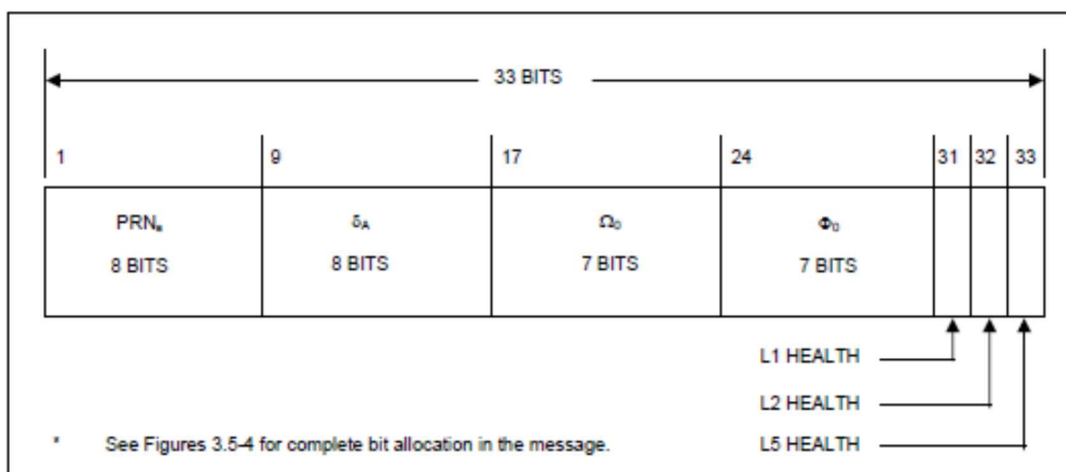 33 BITS
1 9 17 24 31 32 33
PRNₐ δA Ω₀ Φ₀
8 BITS 8 BITS 7 BITS 7 BITS
L1 HEALTH
L2 HEALTH
* See Figures 3.5-4 for complete bit allocation in the message.
L5 HEALTH